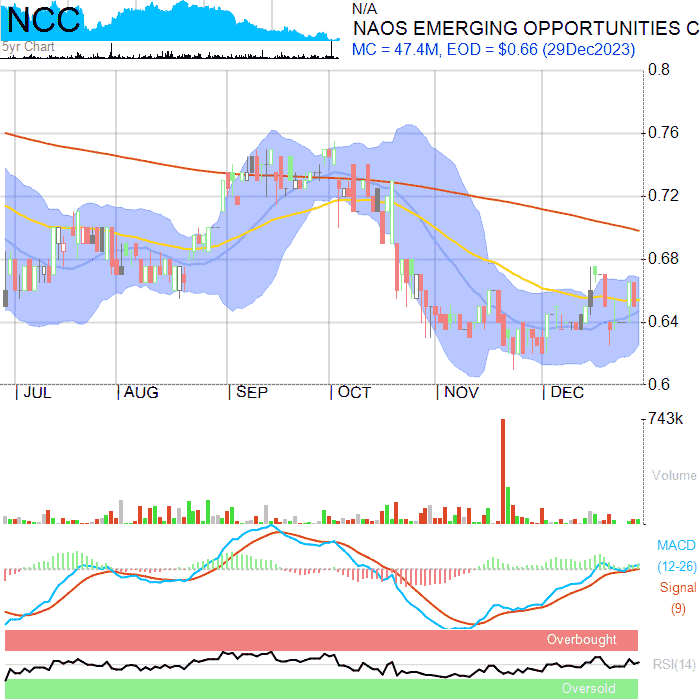 NCC
5yr Chart
N/A
NAOS EMERGING OPPORTUNITIES C
MC = 47.4M, EOD = $0.66 (29Dec2023)
0.8
0.76
0.72
0.68
0.64
0.6
JUL AUG SEP OCT NOV DEC
743k
Volume
MACD
(12-26)
Signal
(9)
Overbought
RSI(14)
Oversold